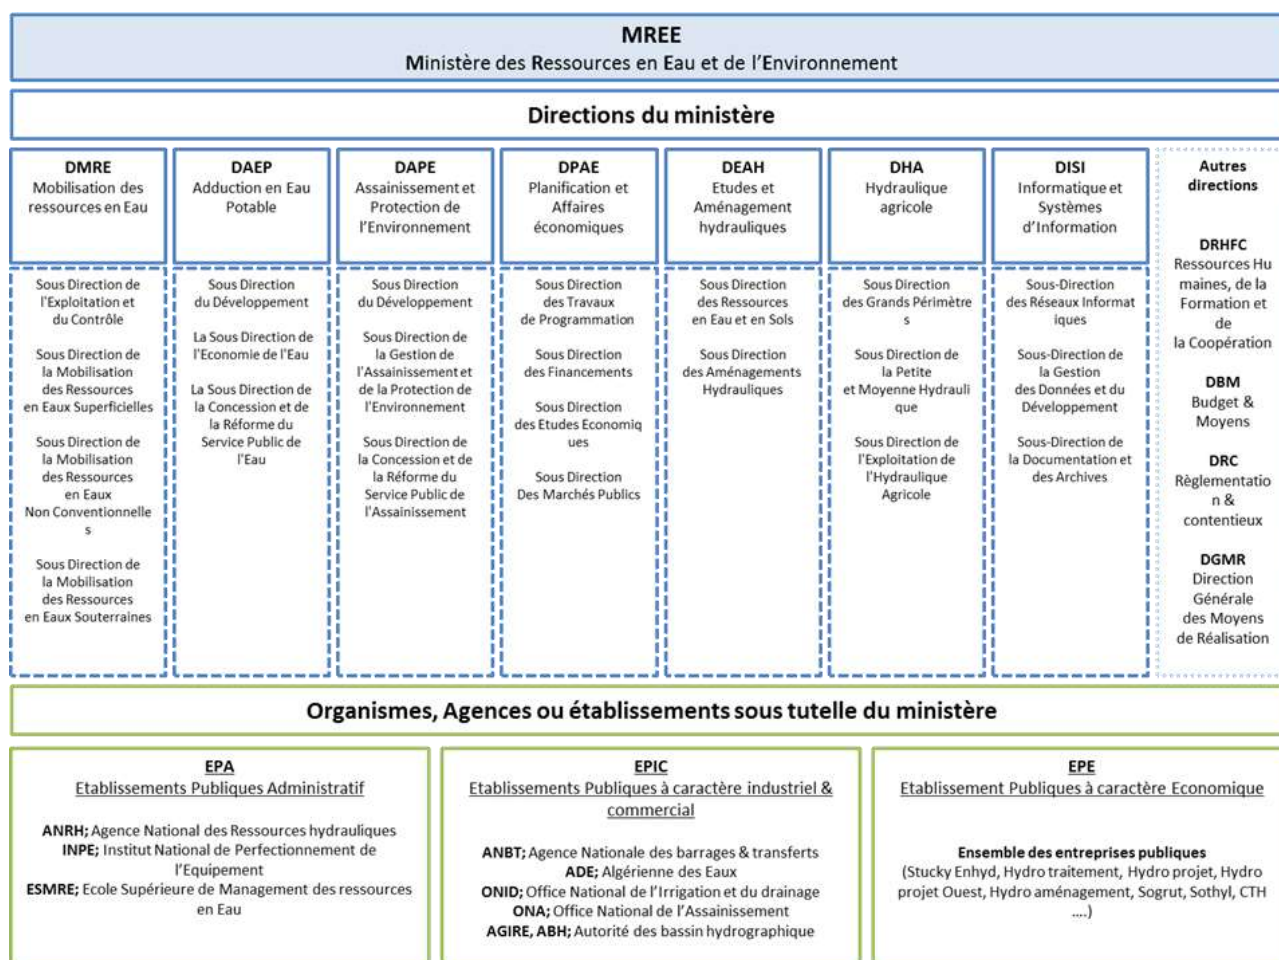 MREE
Ministère des Ressources en Eau et de l'Environnement
Directions du ministère
DMRE
Mobilisation des
ressources en Eau
DAEP
Adduction en Eau
Potable
DAPE
Assainissement et
Protection de
l'Environnement
DPAE
Planification et
Affaires
économiques
DEAH
Etudes et
Aménagement
hydrauliques
DHA
Hydraulique
agricole
DISI
Informatique et
Systèmes
d'Information
Autres
directions
DRHFC
Ressources Hu
maines, de la
Formation et
de
la Coopération
DBM
Budget &
Moyens
DRC
Règlementatio
n &
contentieux
DGMR
Direction
Générale
des Moyens
de Réalisation
Sous Direction de
l'Exploitation et
du Contrôle
Sous Direction de
la Mobilisation
des Ressources
en Eaux Superficielles
Sous Direction de
la Mobilisation
des Ressources
en Eaux
Non Conventionnelle
s
Sous Direction de
la Mobilisation
des Ressources
en Eaux Souterraines
Sous Direction
du Développement
La Sous Direction de
l'Economie de l'Eau
La Sous Direction de
la Concession et de
la Réforme du
Service Public de
l'Eau
Sous Direction
du Développement
Sous Direction de
la Gestion de
l'Assainissement et
de la Protection de
l'Environnement
Sous Direction de
la Concession et de
la Réforme du
Service Public de
l'Assainissement
Sous Direction
des Travaux
de Programmation
Sous Direction
des Financements
Sous Direction
des Etudes Economiq
ues
Sous Direction
Des Marchés Publics
Sous Direction
des Ressources
en Eau et en Sols
Sous Direction
des Aménagements
Hydrauliques
Sous Direction
des Grands Périmètre
s
Sous Direction de
la Petite
et Moyenne Hydrauli
que
Sous Direction de
l'Exploitation de
l'Hydraulique
Agricole
Sous-Direction
des Réseaux Informat
iques
Sous-Direction de
la Gestion
des Données et du
Développement
Sous-Direction de
la Documentation et
des Archives
Organismes, Agences ou établissements sous tutelle du ministère
EPA
Etablissements Publiques Administratif
ANRH; Agence National des Ressources hydrauliques
INPE; Institut National de Perfectionnement de
l'Equipement
ESMRE; Ecole Supérieure de Management des ressources
en Eau
EPIC
Etablissements Publiques à caractère industriel &
commercial
ANBT; Agence Nationale des barrages & transferts
ADE; Algérienne des Eaux
ONID; Office National de l'Irrigation et du drainage
ONA; Office National de l'Assainissement
AGIRE, ABH; Autorité des bassin hydrographique
EPE
Etablissement Publiques à caractère Economique
Ensemble des entreprises publiques
(Stucky Enhyd, Hydro traitement, Hydro projet, Hydro
projet Ouest, Hydro aménagement, Sogrut, Sothyl, CTH
....)